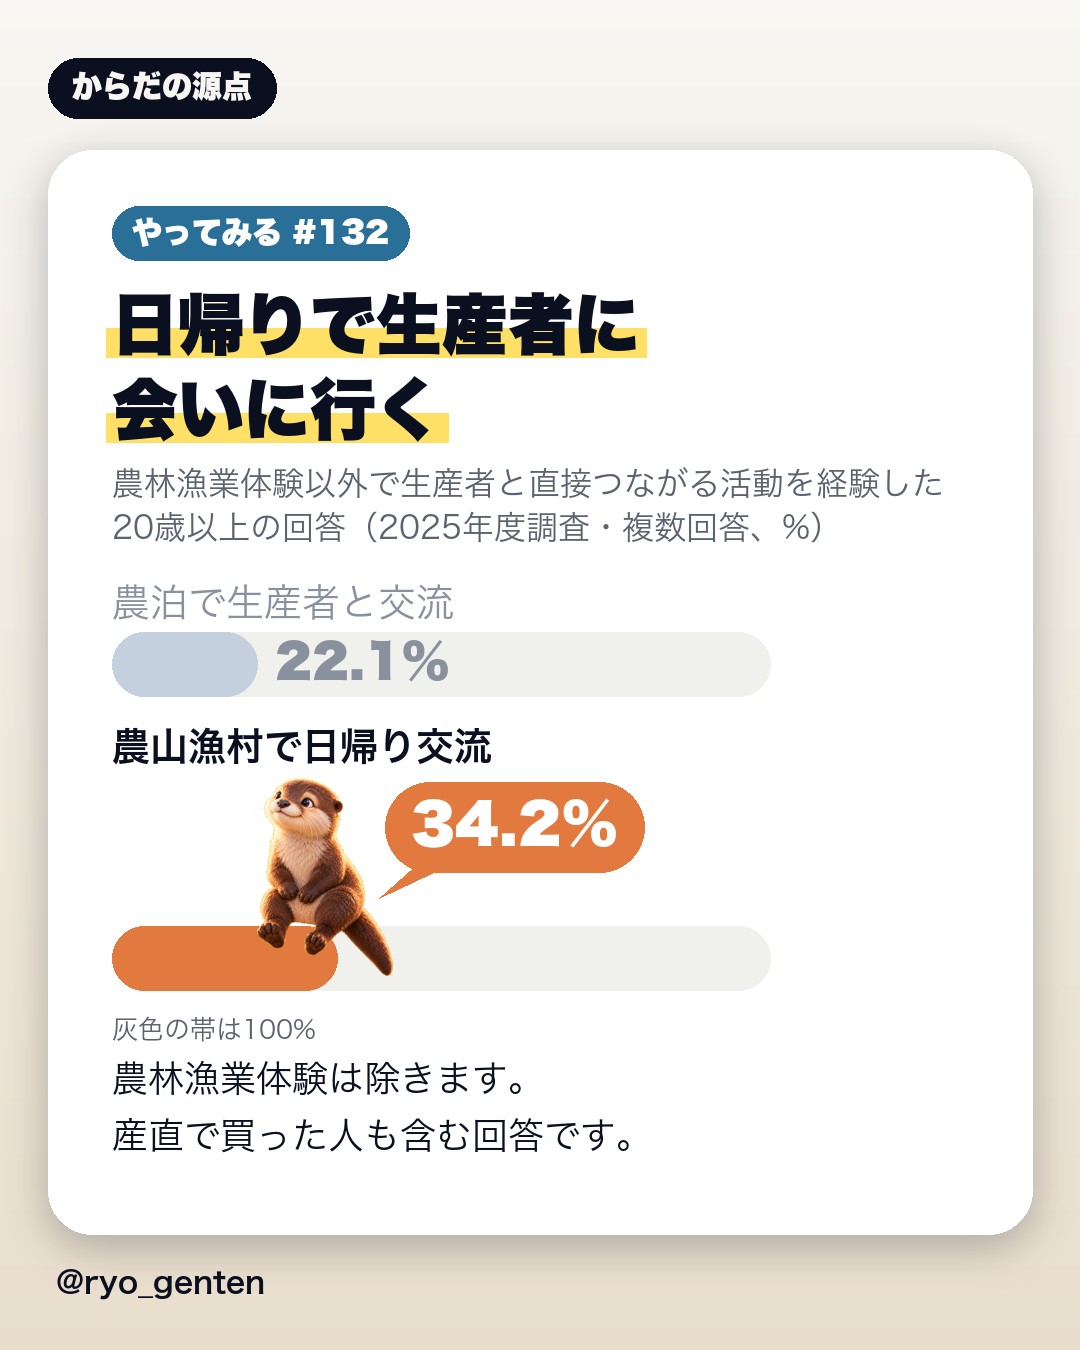 からだの源点
やってみる #132
日帰りで生産者に
会いに行く
農林漁業体験以外で生産者と直接つながる活動を経験した
20歳以上の回答（2025年度調査・複数回答、%）
農泊で生産者と交流
22.1%
農山漁村で日帰り交流
34.2%
灰色の帯は100%
農林漁業体験は除きます。
産直で買った人も含む回答です。
@ryo_genten